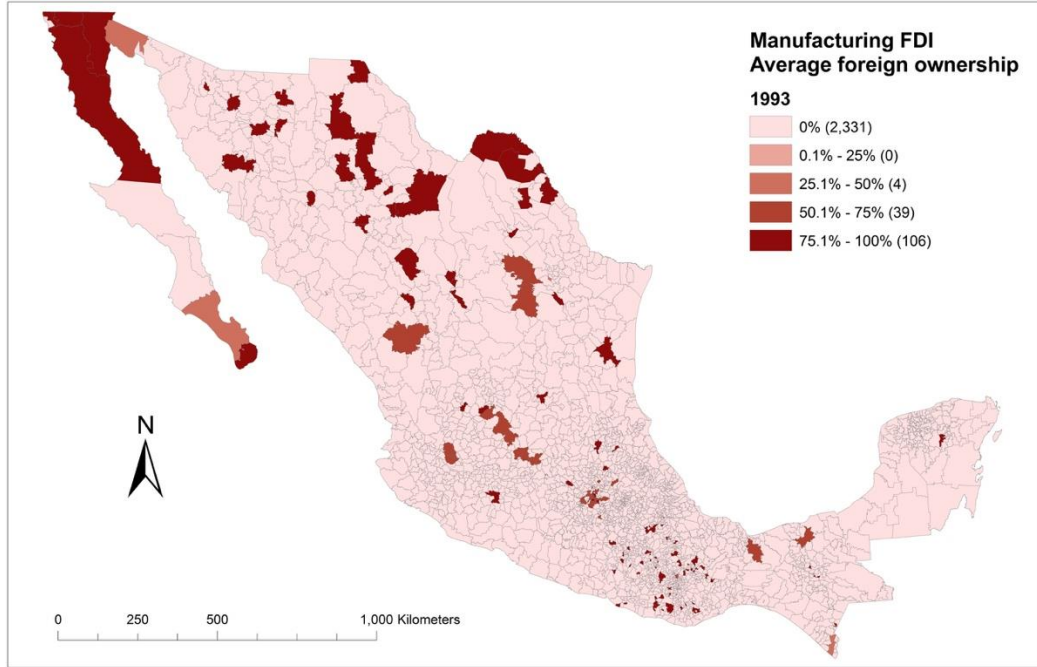 Manufacturing FDI
Average foreign ownership
1993
0% (2,331)
0.1% - 25% (0)
25.1% - 50% (4)
50.1% - 75% (39)
75.1% - 100% (106)
N
0 250 500 1,000 Kilometers